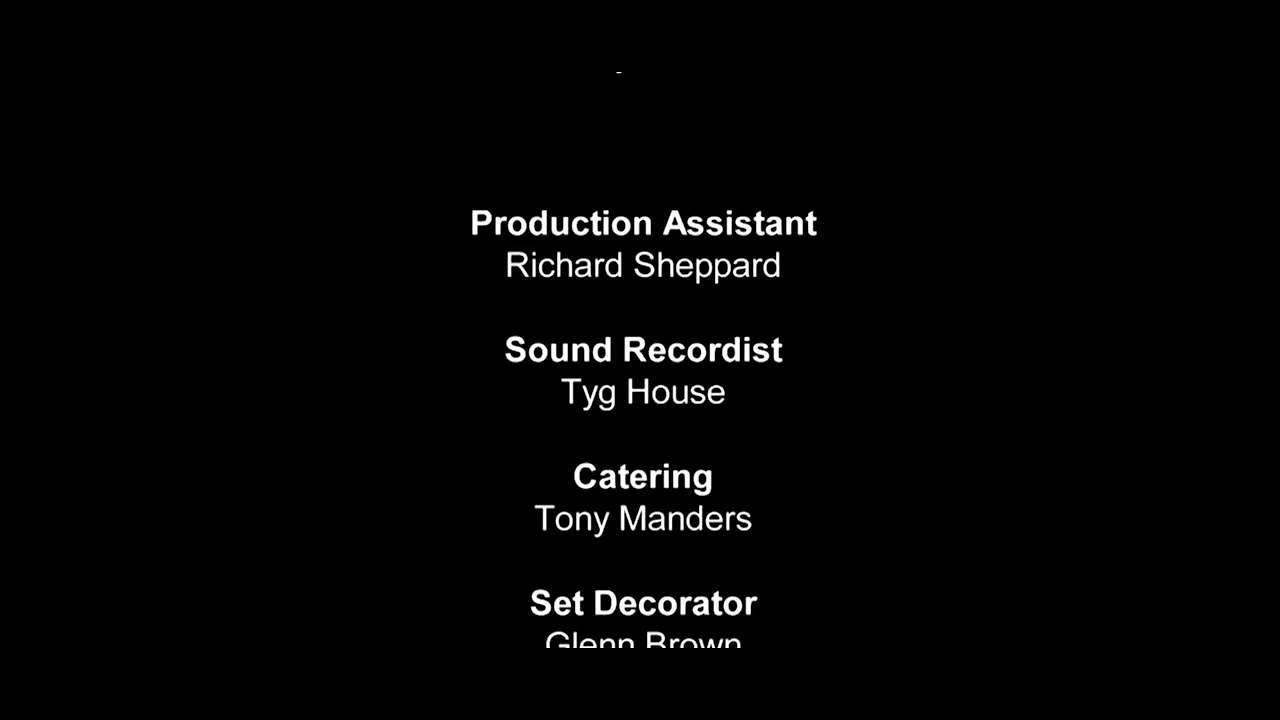 Production Assistant
Richard Sheppard
Sound Recordist
Tyg House
Catering
Tony Manders
Set Decorator
Glenn Brown